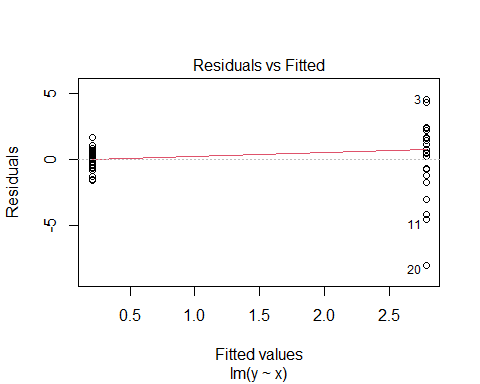 Residuals vs Fitted
Residuals
5
0
-5
3
11
20
0.5 1.0 1.5 2.0 2.5
Fitted values
lm(y ~ x)